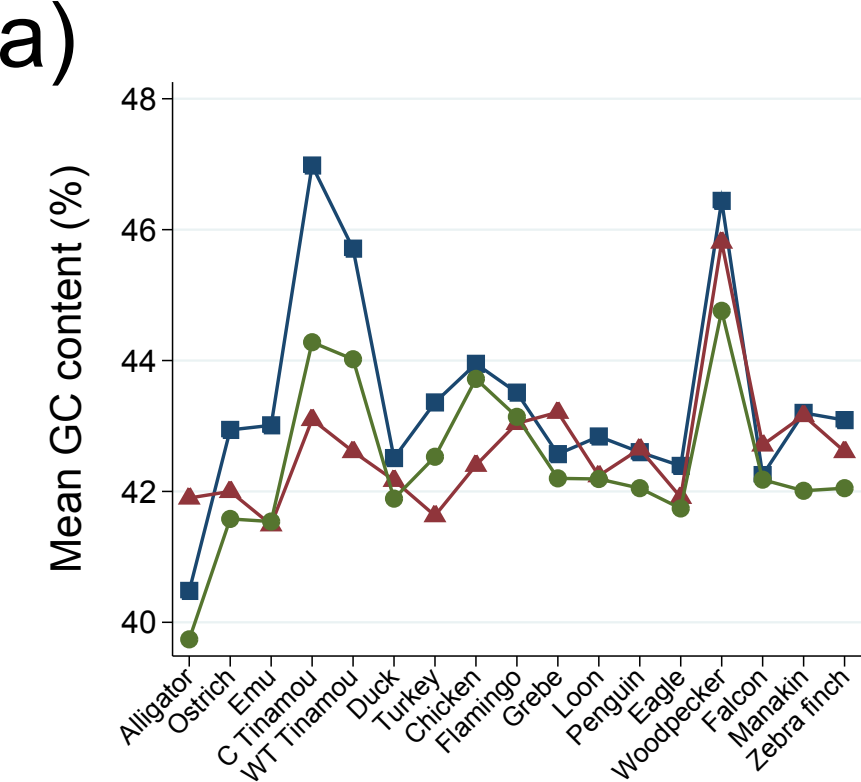 a)
Mean GC content (%)
48
46
44
42
40
Alligator
Ostrich
Emu
C Tinamou
WT Tinamou
Duck
Turkey
Chicken
Flamingo
Grebe
Loon
Penguin
Eagle
Woodpecker
Falcon
Manakin
Zebra finch